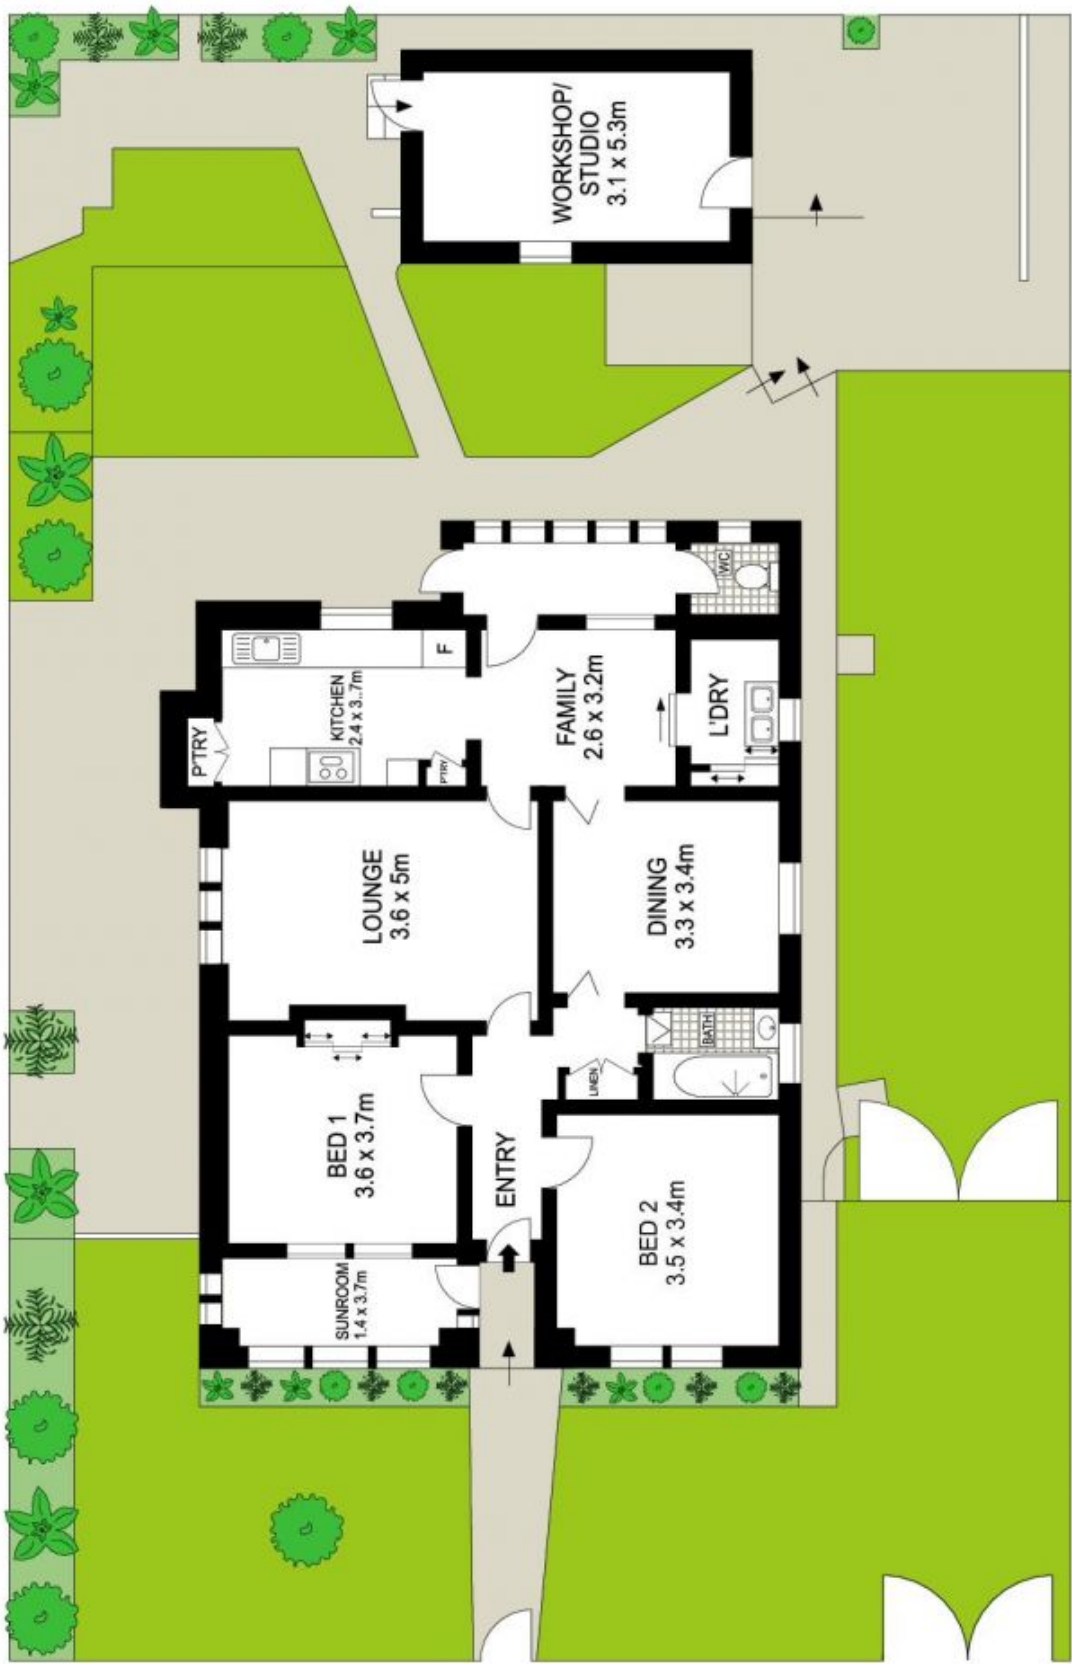 WORKSHOP/
STUDIO
3.1 x 5.3m
WC
F
KITCHEN
2.4 x 3..7m
P'TRY
P'TRY
FAMILY
2.6 x 3.2m
L'DRY
LOUNGE
3.6 x 5m
DINING
3.3 x 3.4m
BATH
LINEN
BED 1
3.6 x 3.7m
ENTRY
BED 2
3.5 x 3.4m
SUNROOM
1.4 x 3.7m